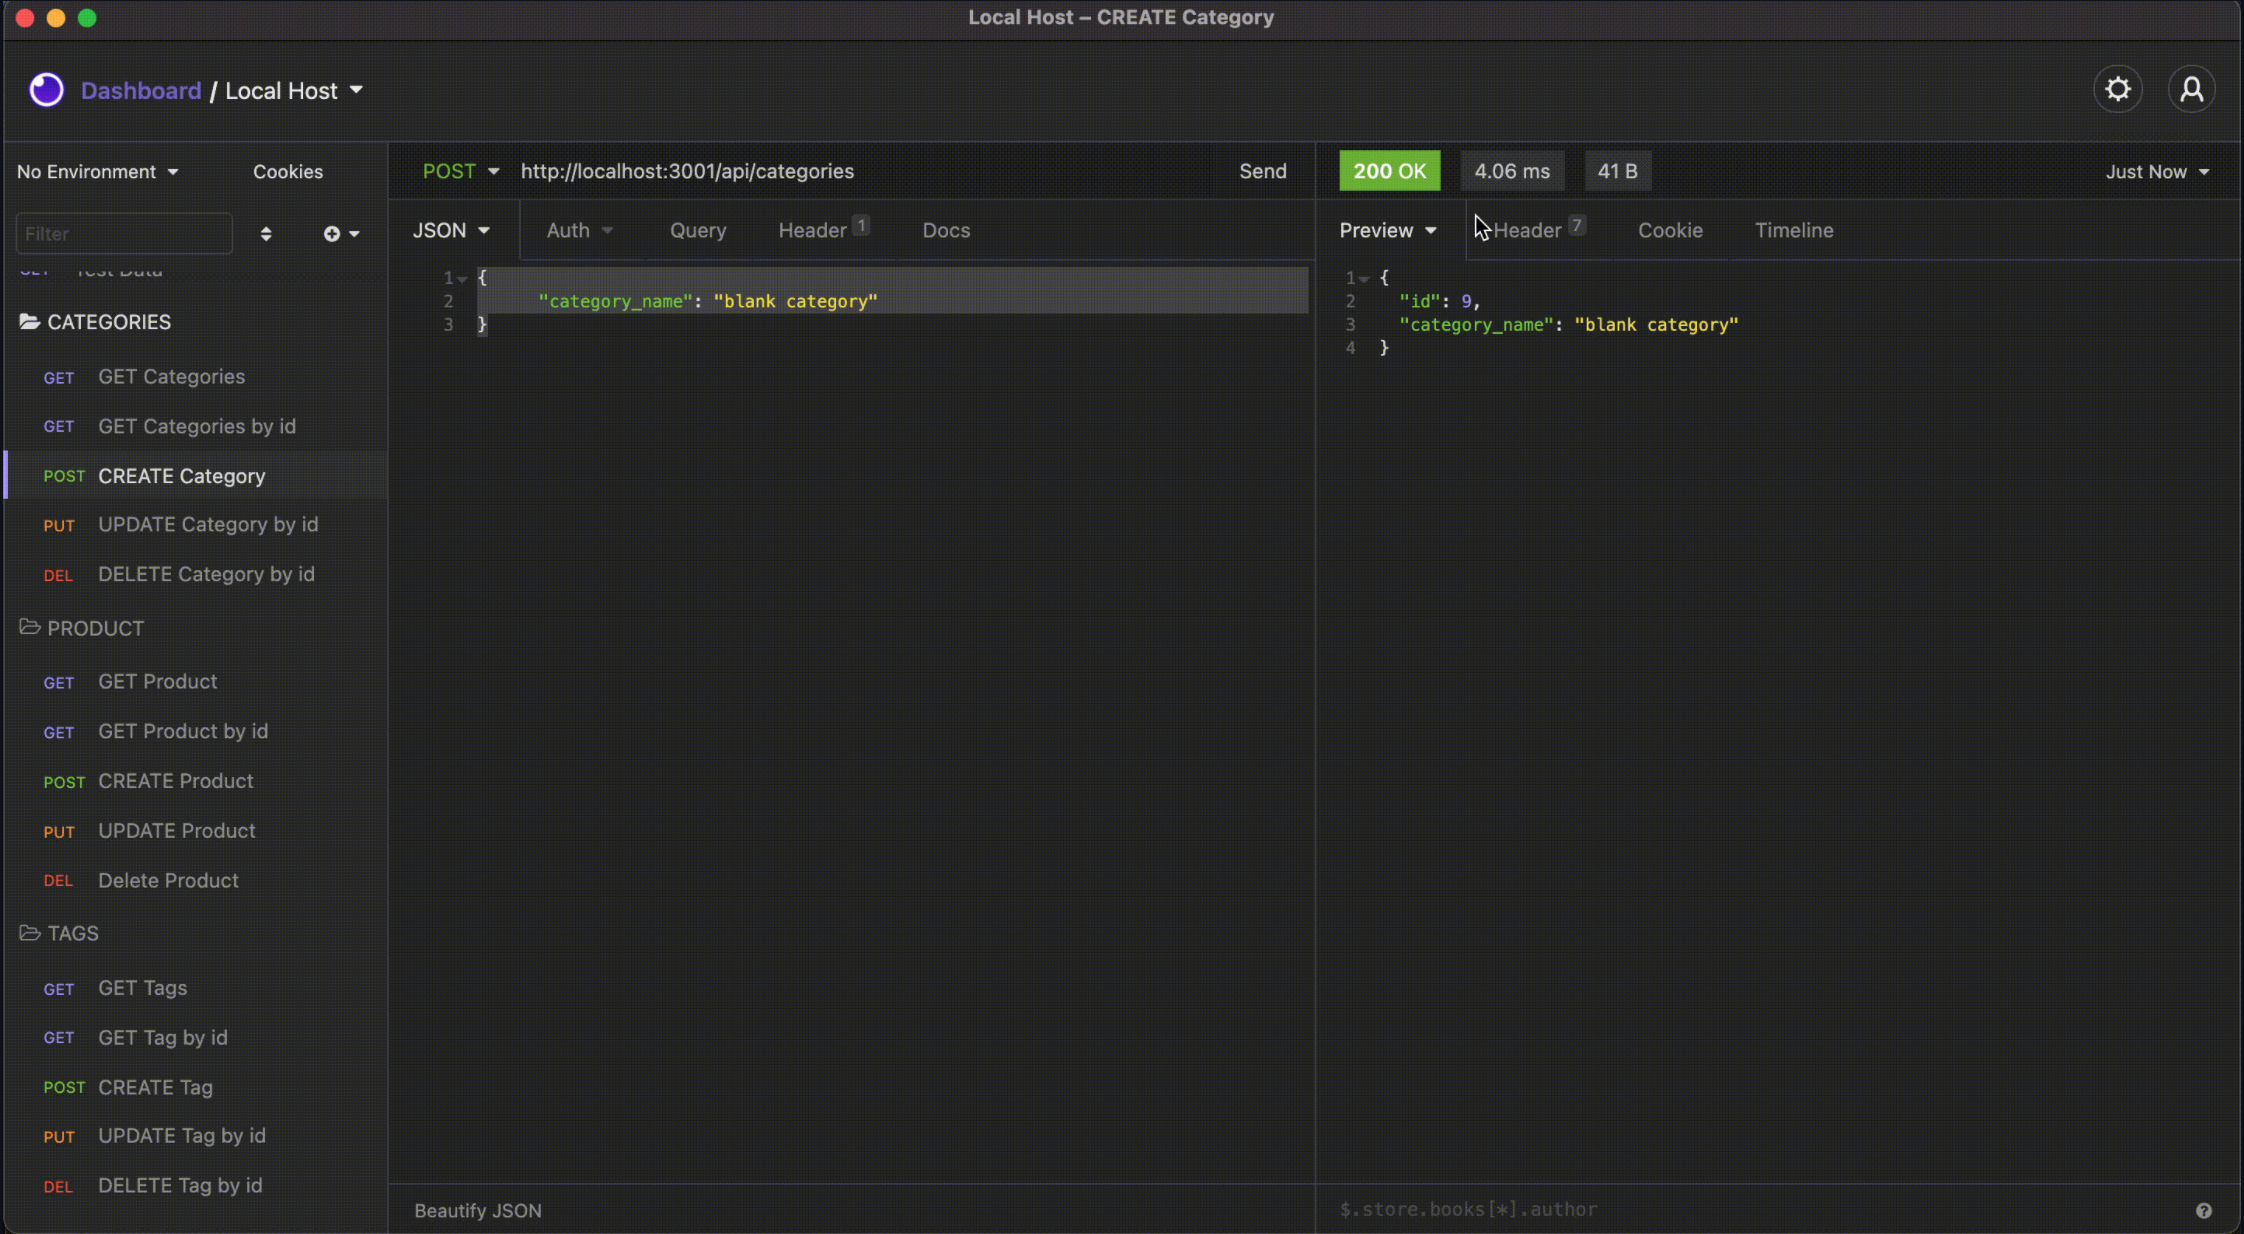 Local Host – CREATE Category
Dashboard / Local Host
No Environment
Cookies
Filter
Test Data
CATEGORIES
GET GET Categories
GET GET Categories by id
POST CREATE Category
PUT UPDATE Category by id
DEL DELETE Category by id
PRODUCT
GET GET Product
GET GET Product by id
POST CREATE Product
PUT UPDATE Product
DEL Delete Product
TAGS
GET GET Tags
GET GET Tag by id
POST CREATE Tag
PUT UPDATE Tag by id
DEL DELETE Tag by id
POST http://localhost:3001/api/categories Send
JSON Auth Query Header 1 Docs
1 {
2 "category_name": "blank category"
3 }
Beautify JSON
200 OK 4.06 ms 41 B Just Now
Preview Header 7 Cookie Timeline
1 {
2 "id": 9,
3 "category_name": "blank category"
4 }
$.store.books[*].author